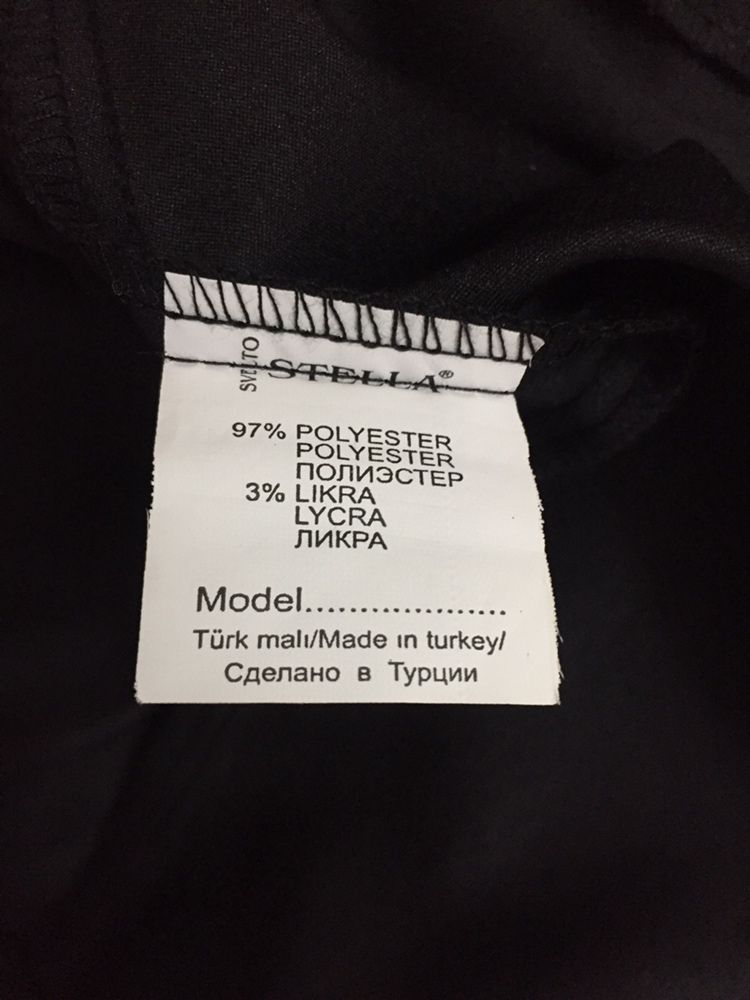 STELLA®
97% POLYESTER
POLYESTER
ПОЛИЭСТЕР
3% LIKRA
LYCRA
ЛИКРА
Model....................
Türk malı/Made ın turkey/
Сделано в Турции